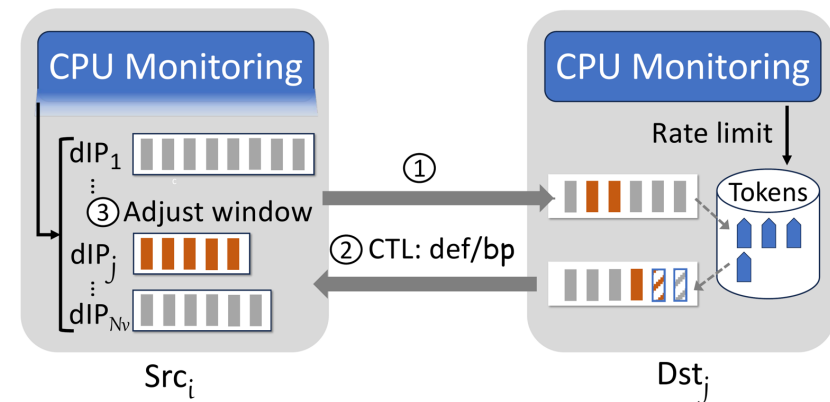 CPU Monitoring
dIP1
⋮
③ Adjust window
dIPj
⋮
dIPNv
Srci
①
② CTL: def/bp
CPU Monitoring
Rate limit
Tokens
Dstj